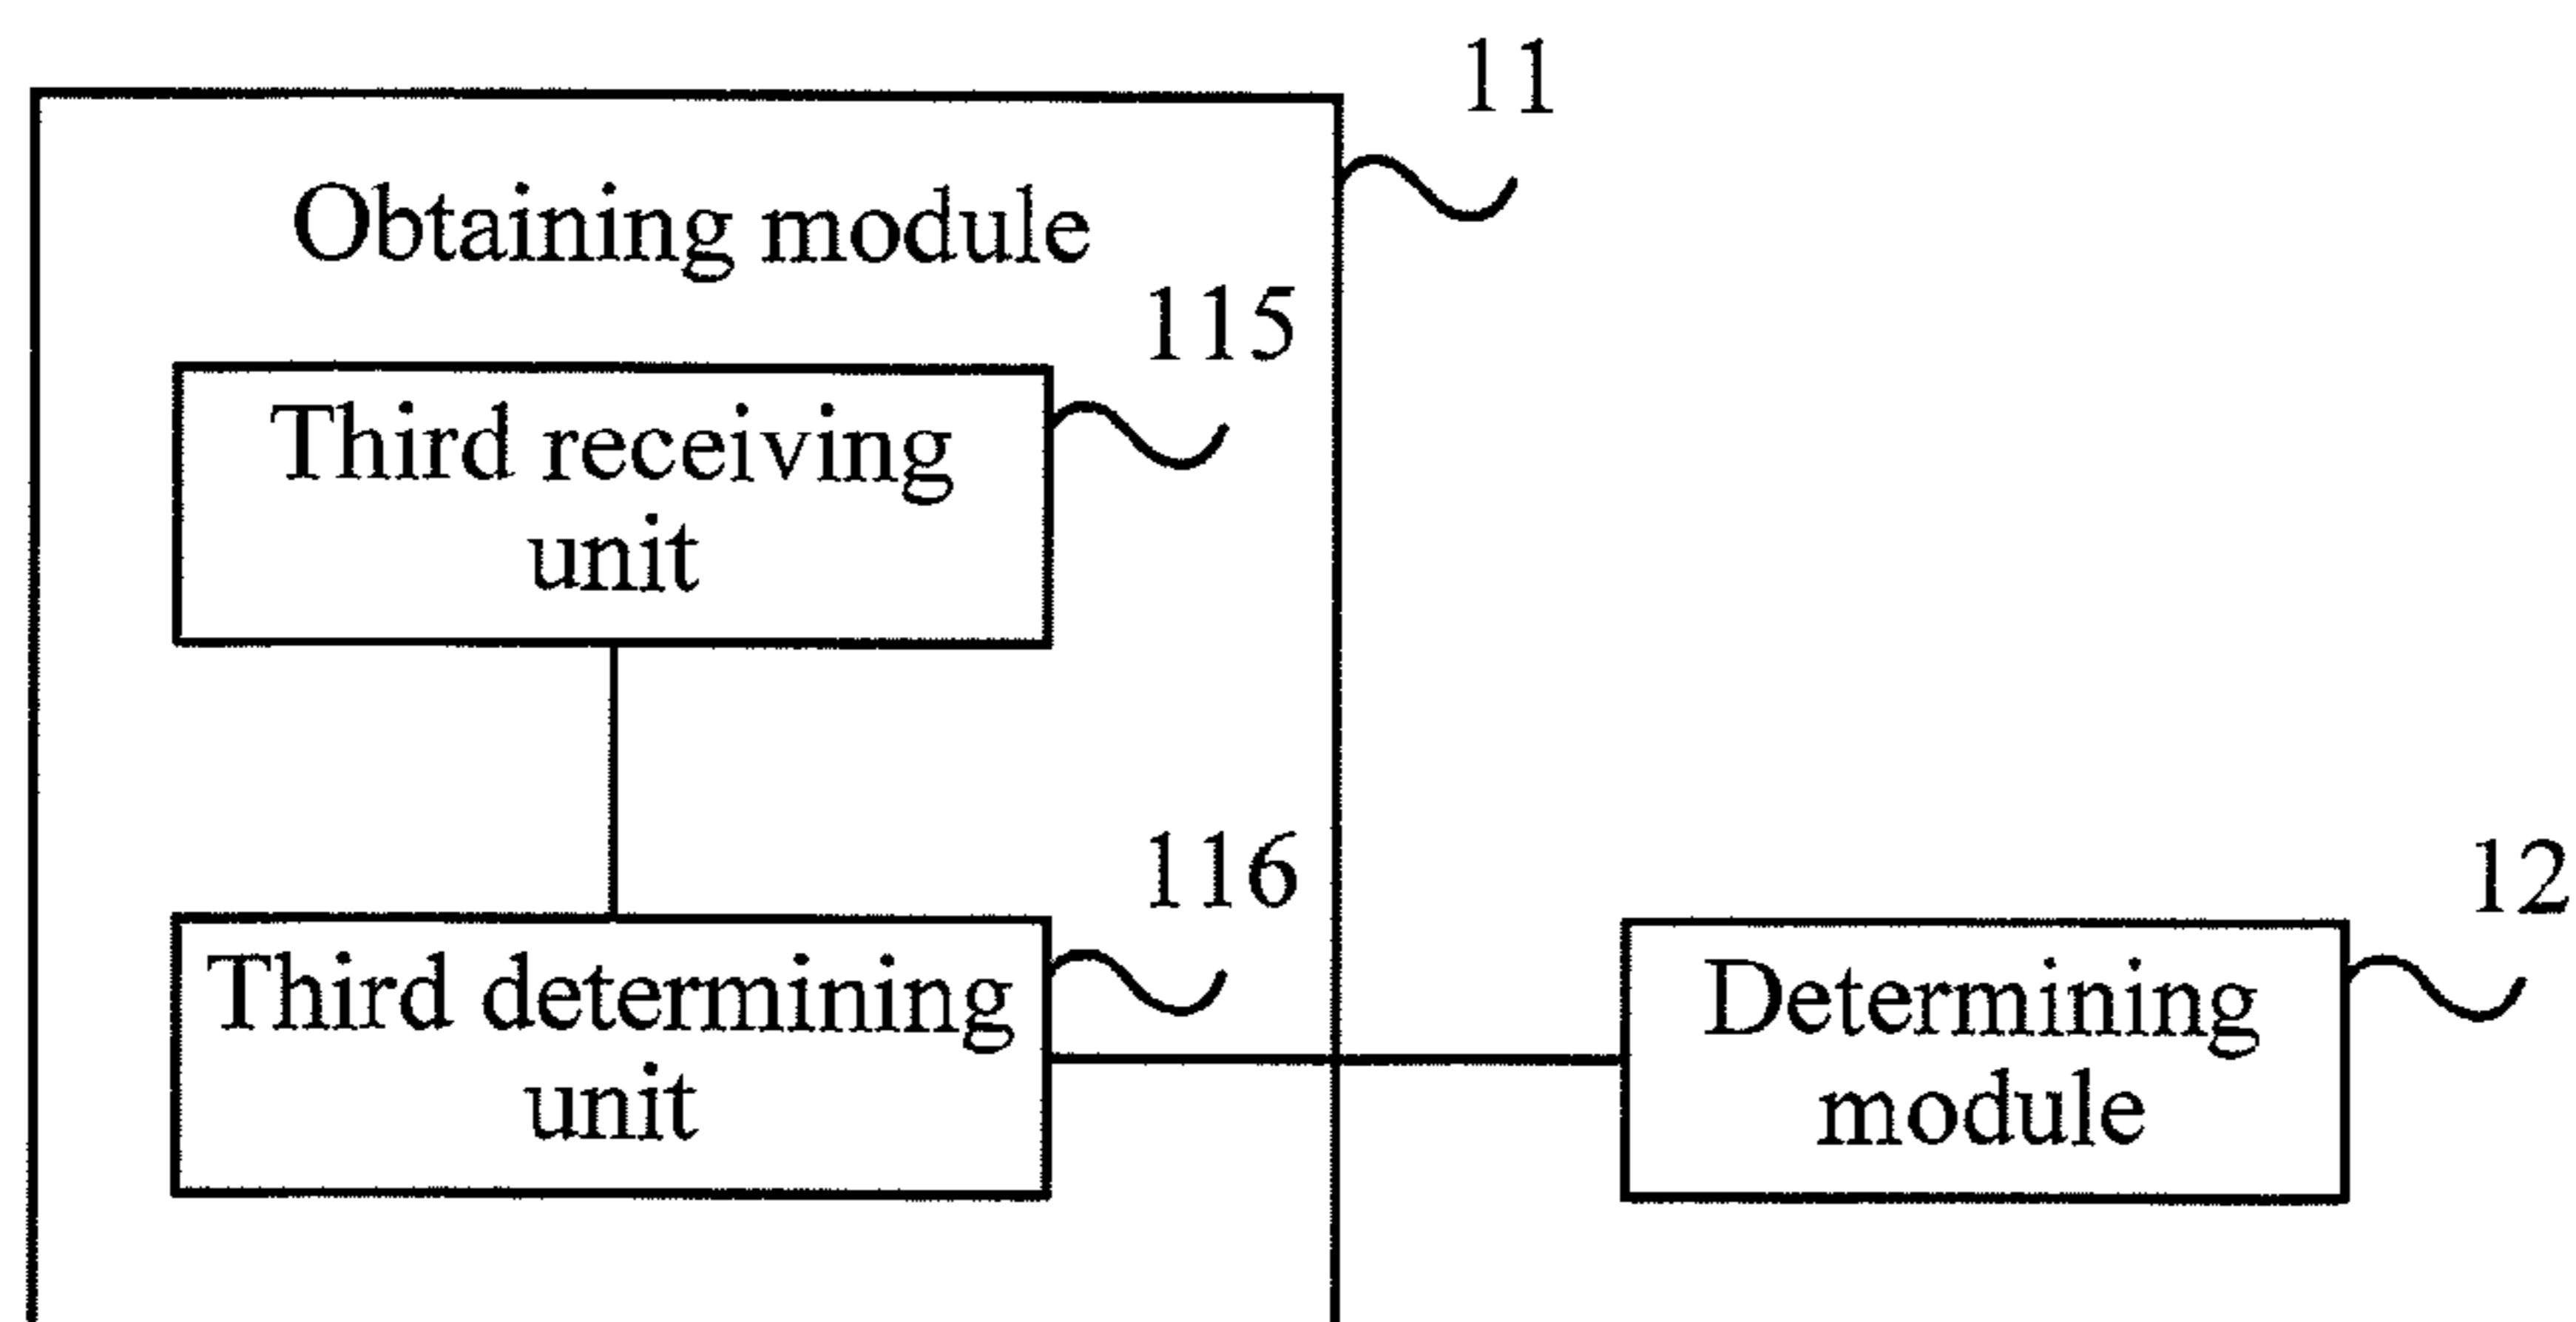 11
Obtaining module
115
Third receiving
unit
116
Third determining
unit
12
Determining
module